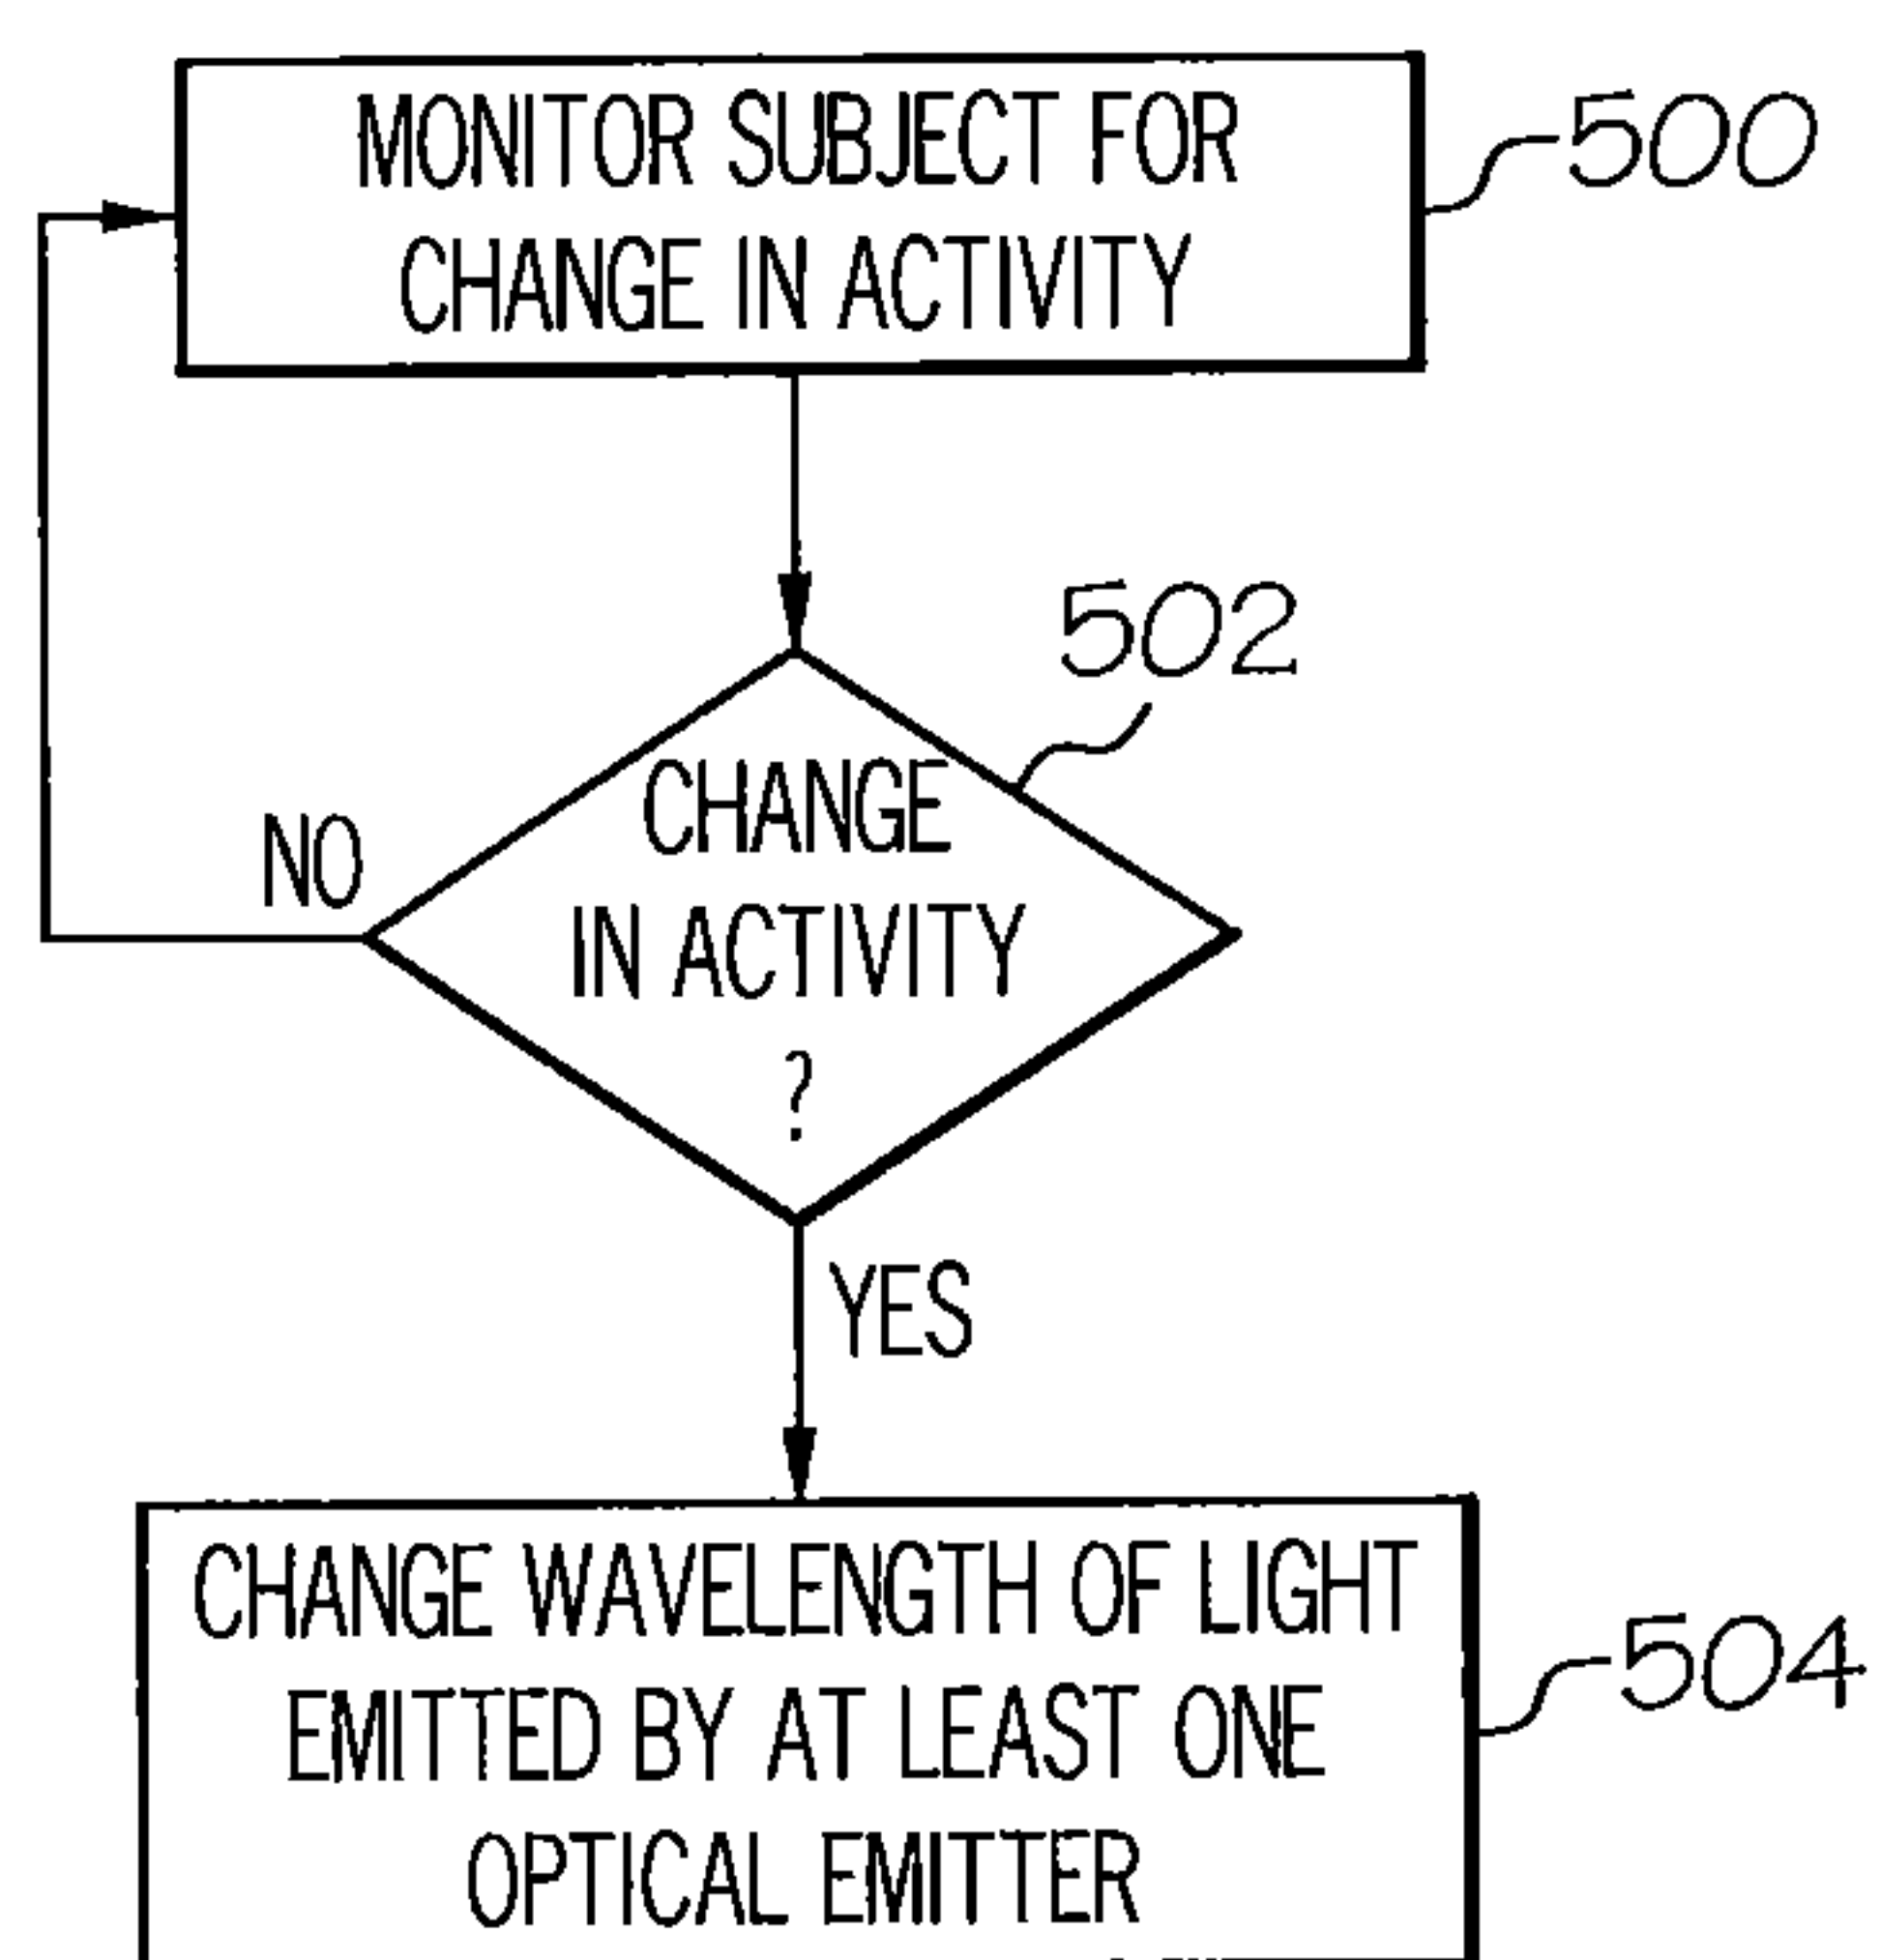 MONITOR SUBJECT FOR
CHANGE IN ACTIVITY
500
502
CHANGE
IN ACTIVITY
?
NO
YES
CHANGE WAVELENGTH OF LIGHT
EMITTED BY AT LEAST ONE
OPTICAL EMITTER
504